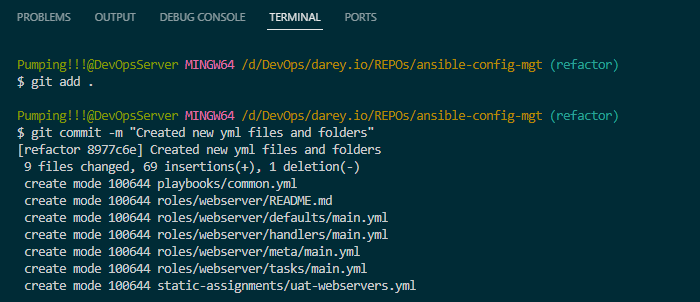 PROBLEMS OUTPUT DEBUG CONSOLE TERMINAL PORTS
Pumping!!!@DevOpsServer MINGW64 /d/DevOps/darey.io/REPOs/ansible-config-mgt (refactor)
$ git add .
Pumping!!!@DevOpsServer MINGW64 /d/DevOps/darey.io/REPOs/ansible-config-mgt (refactor)
$ git commit -m "Created new yml files and folders"
[refactor 8977c6e] Created new yml files and folders
9 files changed, 69 insertions(+), 1 deletion(-)
create mode 100644 playbooks/common.yml
create mode 100644 roles/webserver/README.md
create mode 100644 roles/webserver/defaults/main.yml
create mode 100644 roles/webserver/handlers/main.yml
create mode 100644 roles/webserver/meta/main.yml
create mode 100644 roles/webserver/tasks/main.yml
create mode 100644 static-assignments/uat-webservers.yml